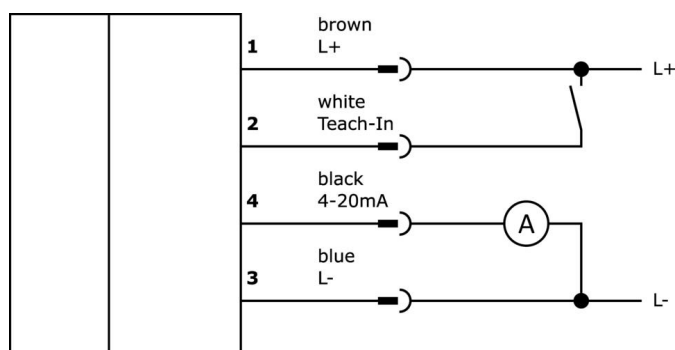 brown
1 L+
L+
white
2 Teach-In
black
4 4-20mA
A
blue
3 L-
L-